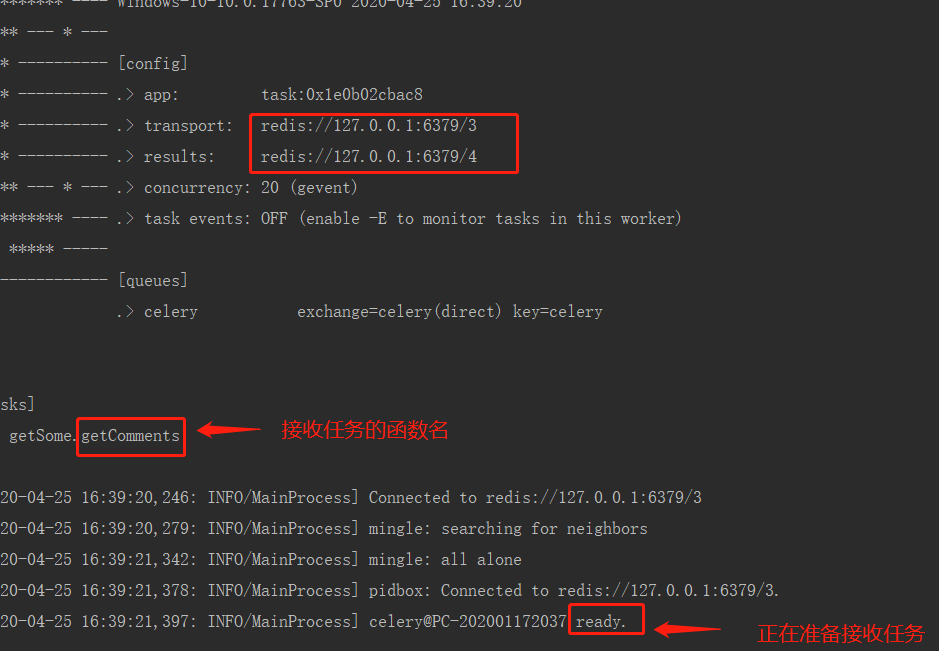 ******* ---- Windows-10-10.0.17763-SP0 2020-04-25 16:39:20
** --- * ---
* ---------- [config]
* ---------- .> app: task:0x1e0b02cbac8
* ---------- .> transport: redis://127.0.0.1:6379/3
* ---------- .> results: redis://127.0.0.1:6379/4
** --- * --- .> concurrency: 20 (gevent)
******* ---- .> task events: OFF (enable -E to monitor tasks in this worker)
***** -----
------------ [queues]
.> celery exchange=celery(direct) key=celery
sks]
getSome.getComments 接收任务的函数名
20-04-25 16:39:20,246: INFO/MainProcess] Connected to redis://127.0.0.1:6379/3
20-04-25 16:39:20,279: INFO/MainProcess] mingle: searching for neighbors
20-04-25 16:39:21,342: INFO/MainProcess] mingle: all alone
20-04-25 16:39:21,378: INFO/MainProcess] pidbox: Connected to redis://127.0.0.1:6379/3.
20-04-25 16:39:21,397: INFO/MainProcess] celery@PC-202001172037 ready.
正在准备接收任务